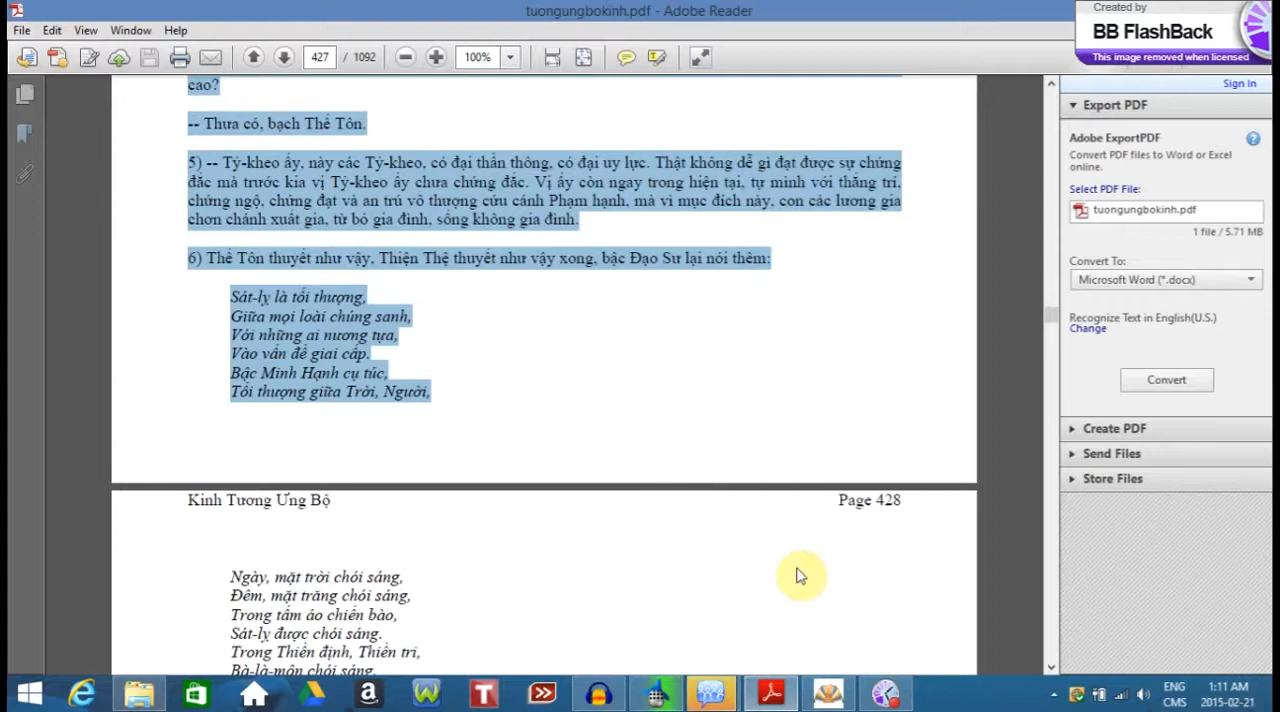 tuongungbokinh.pdf - Adobe Reader
Created by
BB FlashBack
This image removed when licensed
File Edit View Window Help
427 / 1092 100%
Sign In
cao?
-- Thưa có, bạch Thế Tôn.
5) -- Tỷ-kheo ấy, này các Tỷ-kheo, có đại thần thông, có đại uy lực. Thật không dễ gì đạt được sự chứng
đắc mà trước kia vị Tỷ-kheo ấy chưa chứng đắc. Vị ấy còn ngay trong hiện tại, tự mình với thắng trí,
chứng ngộ, chứng đạt và an trú vô thượng cứu cánh Phạm hạnh, mà vì mục đích này, con các lương gia
chơn chánh xuất gia, từ bỏ gia đình, sống không gia đình.
6) Thế Tôn thuyết như vậy, Thiện Thệ thuyết như vậy xong, bậc Đạo Sư lại nói thêm:
Sát-lỵ là tối thượng,
Giữa mọi loài chúng sanh,
Với những ai nương tựa,
Vào vấn đề giai cấp.
Bậc Minh Hạnh cụ túc,
Tối thượng giữa Trời, Người,
Kinh Tương Ưng Bộ Page 428
Ngày, mặt trời chói sáng,
Đêm, mặt trăng chói sáng,
Trong tấm áo chiến bào,
Sát-lỵ được chói sáng.
Trong Thiền định, Thiền tri,
Bà-la-môn chói sáng.
Export PDF
Adobe ExportPDF
Convert PDF files to Word or Excel
online.
Select PDF File:
tuongungbokinh.pdf
1 file / 5.71 MB
Convert To:
Microsoft Word (*.docx)
Recognize Text in English(U.S.)
Change
Convert
Create PDF
Send Files
Store Files
ENG 1:11 AM
CMS 2015-02-21